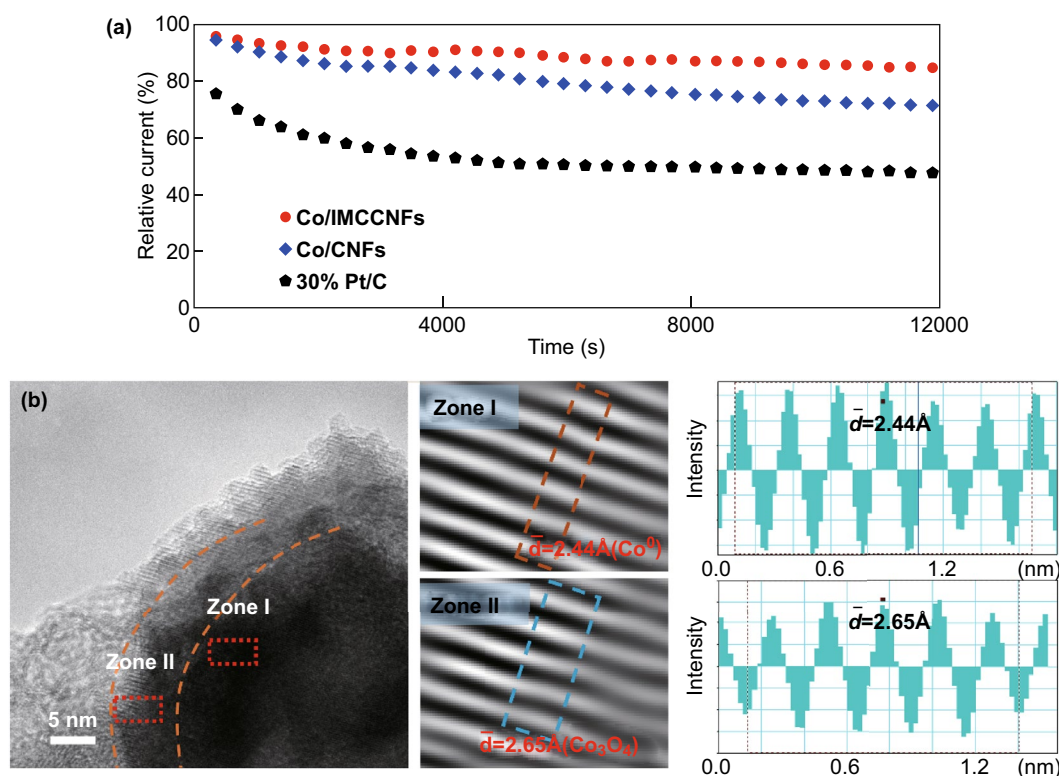 (a)
100
80
60
40
20
0
Relative current (%)
Co/IMCCNFs
Co/CNFs
30% Pt/C
0 4000 8000 12000
Time (s)
(b)
Zone I
Zone II
5 nm
Zone I
d̄=2.44Å(Co⁰)
Zone II
d̄=2.65Å(Co₃O₄)
Intensity
d̄=2.44Å
0.0 0.6 1.2 (nm)
Intensity
d̄=2.65Å
0.0 0.6 1.2 (nm)